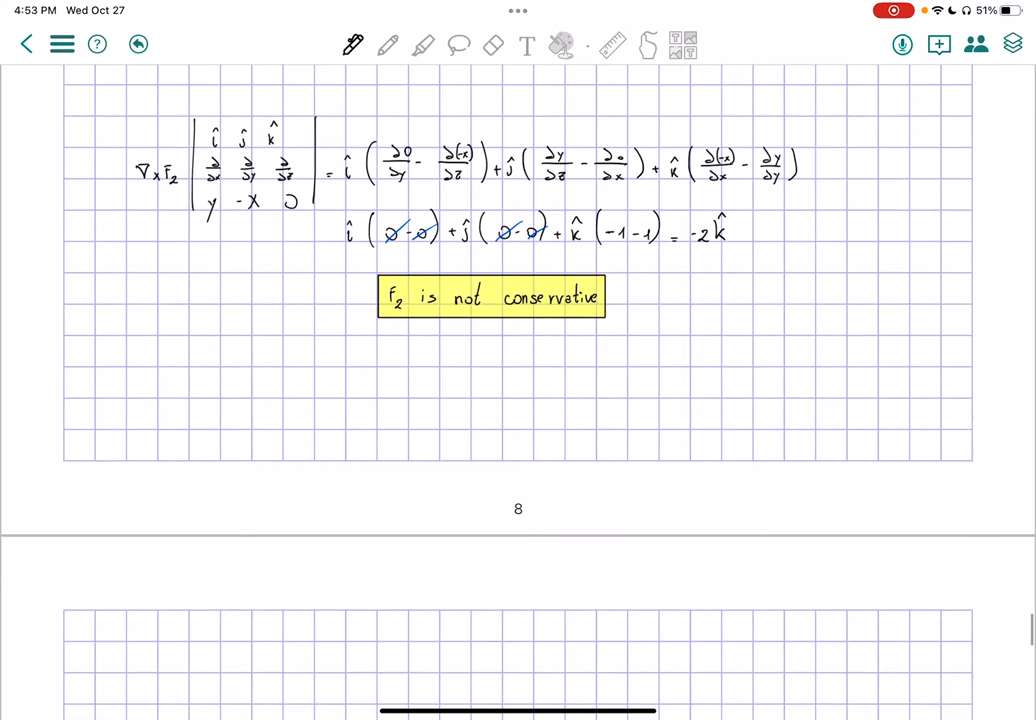 4:53 PM Wed Oct 27
51%
î ĵ k̂
∇ₓF₂ ∂/∂x ∂/∂y ∂/∂z = î (∂0/∂y - ∂(-x)/∂z) + ĵ (∂y/∂z - ∂0/∂x) + k̂ (∂(-x)/∂x - ∂y/∂y)
y -x 0
î (0-0) + ĵ (0-0) + k̂ (-1-1) = -2k̂
F₂ is not conservative
8